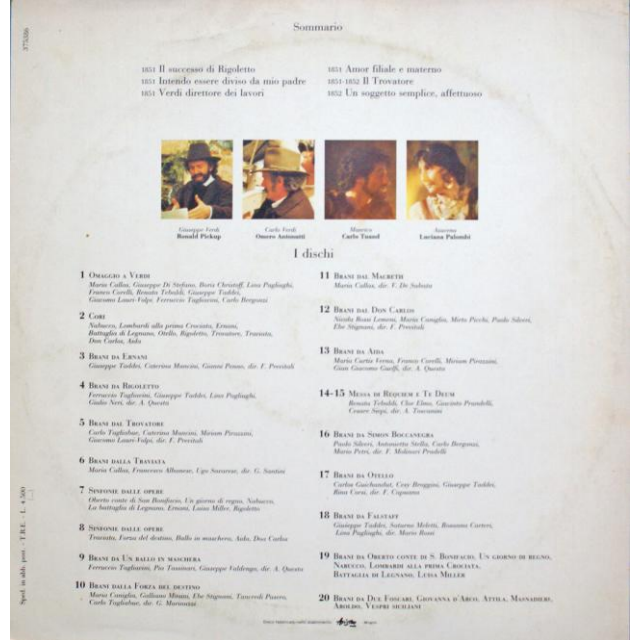 Sommario
375386
1851 Il successo di Rigoletto
1851 Intendo essere diviso da mio padre
1851 Verdi direttore dei lavori
1851 Amor filiale e materno
1851-1852 Il Trovatore
1852 Un soggetto semplice, affettuoso
Giuseppe Verdi
Ronald Pickup
Carlo Verdi
Omero Antonutti
Manrico
Carlo Tuand
Azucena
Luciana Palombi
I dischi
1 Omaggio a Verdi
Maria Callas, Giuseppe Di Stefano, Boris Christoff, Lina Pagliughi,
Franco Corelli, Renata Tebaldi, Giuseppe Taddei,
Giacomo Lauri-Volpi, Ferruccio Tagliavini, Carlo Bergonzi
2 Cori
Nabucco, Lombardi alla prima Crociata, Ernani,
Battaglia di Legnano, Otello, Rigoletto, Trovatore, Traviata,
Don Carlos, Aida
3 Brani da Ernani
Giuseppe Taddei, Caterina Mancini, Gianni Penno, dir. F. Previtali
4 Brani da Rigoletto
Ferruccio Tagliavini, Giuseppe Taddei, Lina Pagliughi,
Giulio Neri, dir. A. Questa
5 Brani dal Trovatore
Carlo Tagliabue, Caterina Mancini, Miriam Pirazzini,
Giacomo Lauri-Volpi, dir. F. Previtali
6 Brani dalla Traviata
Maria Callas, Francesco Albanese, Ugo Savarese, dir. G. Santini
7 Sinfonie dalle opere
Oberto conte di San Bonifacio, Un giorno di regno, Nabucco,
La battaglia di Legnano, Ernani, Luisa Miller, Rigoletto
8 Sinfonie dalle opere
Traviata, Forza del destino, Ballo in maschera, Aida, Don Carlos
9 Brani da Un ballo in maschera
Ferruccio Tagliavini, Pia Tassinari, Giuseppe Valdengo, dir. A. Questa
10 Brani dalla Forza del destino
Maria Caniglia, Galliano Masini, Ebe Stignani, Tancredi Pasero,
Carlo Tagliabue, dir. G. Marinuzzi
11 Brani dal Macbeth
Maria Callas, dir. V. De Sabata
12 Brani dal Don Carlos
Nicola Rossi Lemeni, Maria Caniglia, Mirto Picchi, Paolo Silveri,
Ebe Stignani, dir. F. Previtali
13 Brani da Aida
Maria Curtis Verna, Franco Corelli, Miriam Pirazzini,
Gian Giacomo Guelfi, dir. A. Questa
14-15 Messa di Requiem e Te Deum
Renata Tebaldi, Cloe Elmo, Giacinto Prandelli,
Cesare Siepi, dir. A. Toscanini
16 Brani da Simon Boccanegra
Paolo Silveri, Antonietta Stella, Carlo Bergonzi,
Mario Petri, dir. F. Molinari Pradelli
17 Brani da Otello
Carlos Guichandut, Cesy Broggini, Giuseppe Taddei,
Rina Corsi, dir. F. Capuana
18 Brani da Falstaff
Giuseppe Taddei, Saturno Meletti, Rosanna Carteri,
Lina Pagliughi, dir. Mario Rossi
19 Brani da Oberto conte di S. Bonifacio, Un giorno di regno,
Nabucco, Lombardi alla prima Crociata,
Battaglia di Legnano, Luisa Miller
20 Brani da Due Foscari, Giovanna d'Arco, Attila, Masnadieri,
Aroldo, Vespri siciliani
Sped. in abb. post. - T.R.E. - L. 4.500